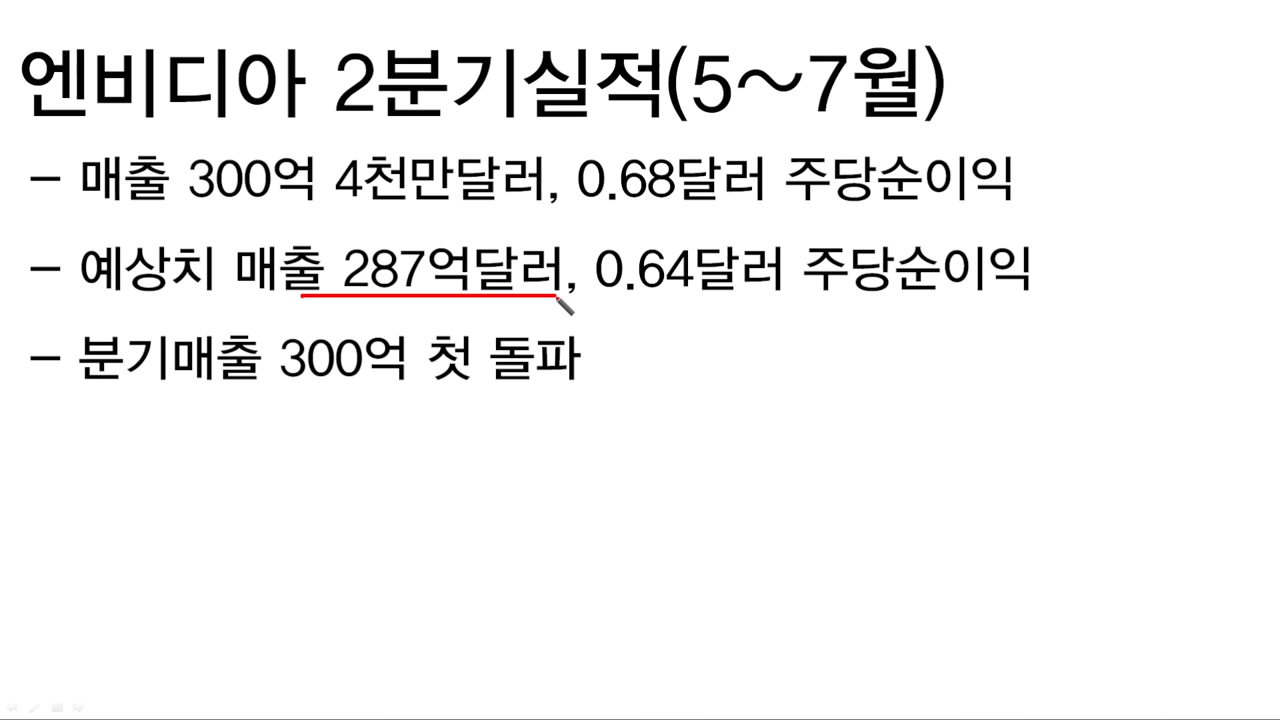 엔비디아 2분기실적(5~7월)
- 매출 300억 4천만달러, 0.68달러 주당순이익
- 예상치 매출 287억달러, 0.64달러 주당순이익
- 분기매출 300억 첫 돌파